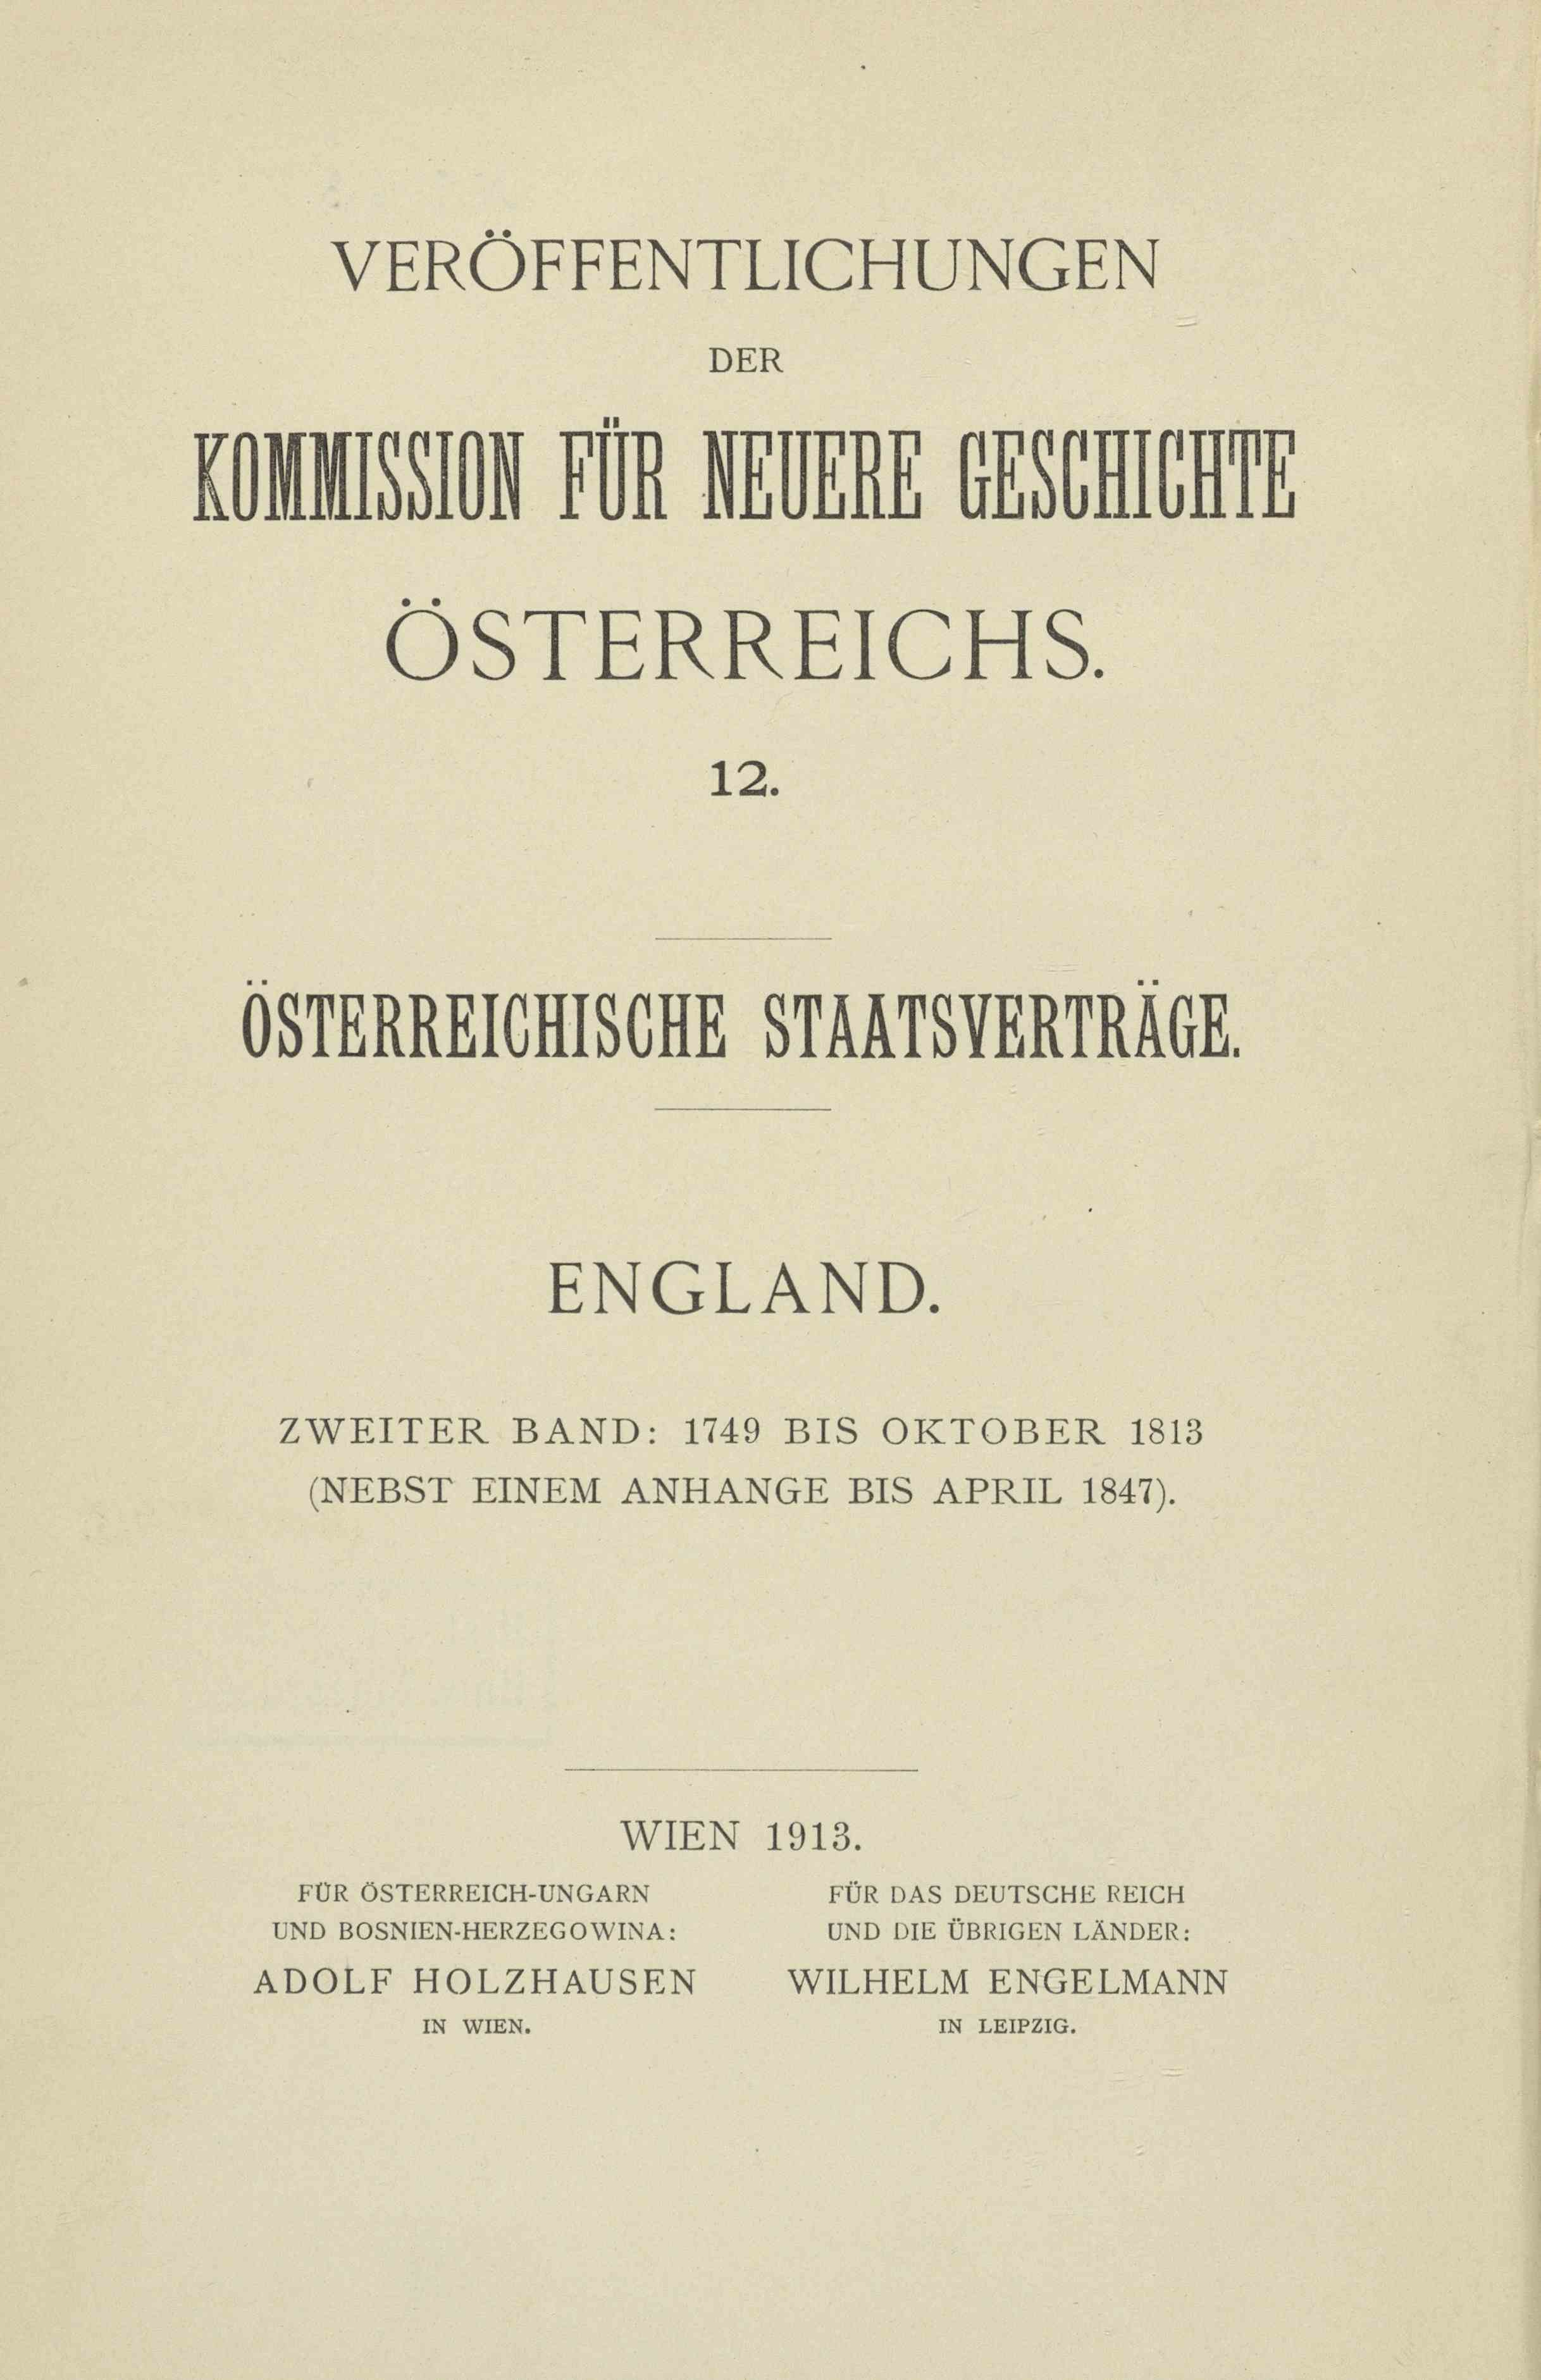 VERÖFFENTLICHUNGEN
DER
KOMMISSION FÜR NEUERE GESCHICHTE
ÖSTERREICHS.
12.
ÖSTERREICHISCHE STAATSVERTRÄGE.
ENGLAND.
ZWEITER BAND: 1749 BIS OKTOBER 1813
(NEBST EINEM ANHANGE BIS APRIL 1847).
WIEN 1913.
FÜR ÖSTERREICH-UNGARN
UND BOSNIEN-HERZEGOWINA:
ADOLF HOLZHAUSEN
IN WIEN.
FÜR DAS DEUTSCHE REICH
UND DIE ÜBRIGEN LÄNDER:
WILHELM ENGELMANN
IN LEIPZIG.